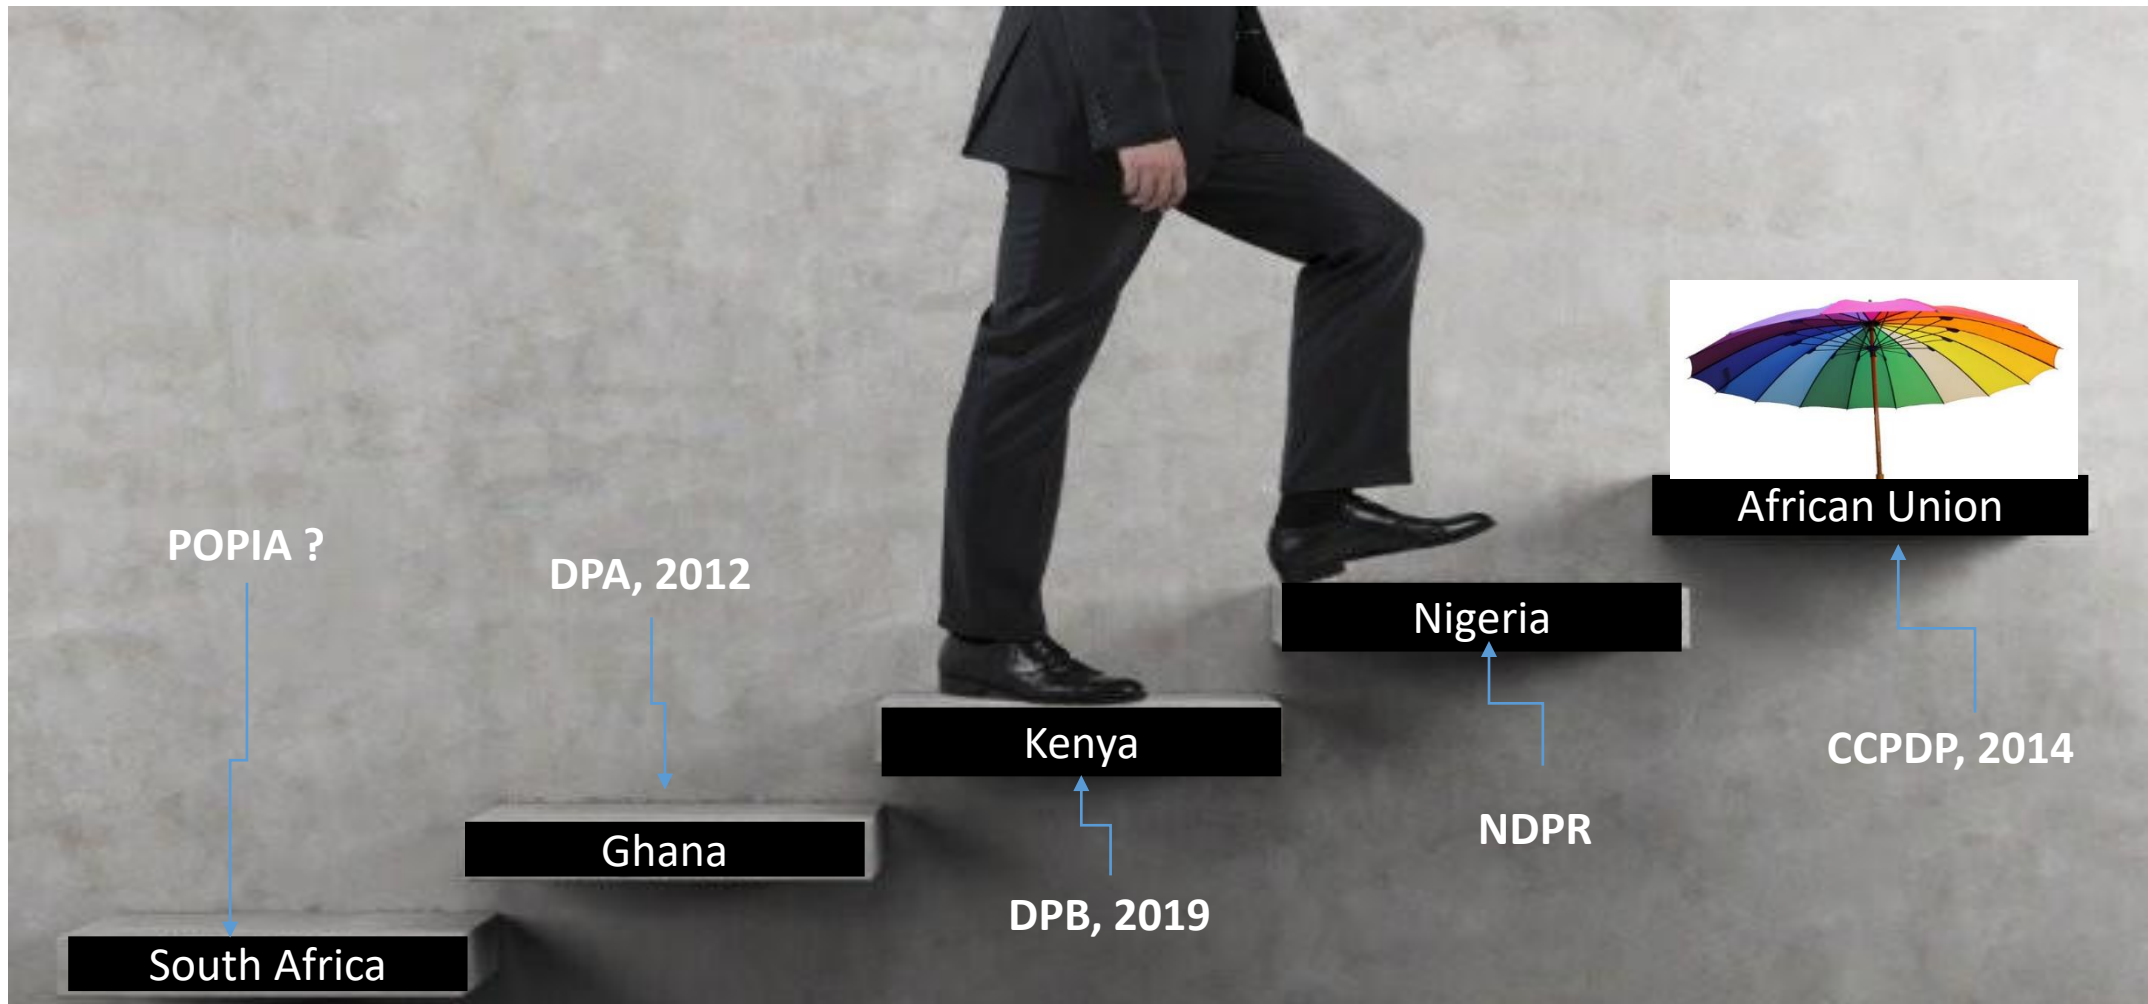 POPIA ?
South Africa
DPA, 2012
Ghana
Kenya
DPB, 2019
Nigeria
NDPR
African Union
CCPDP, 2014